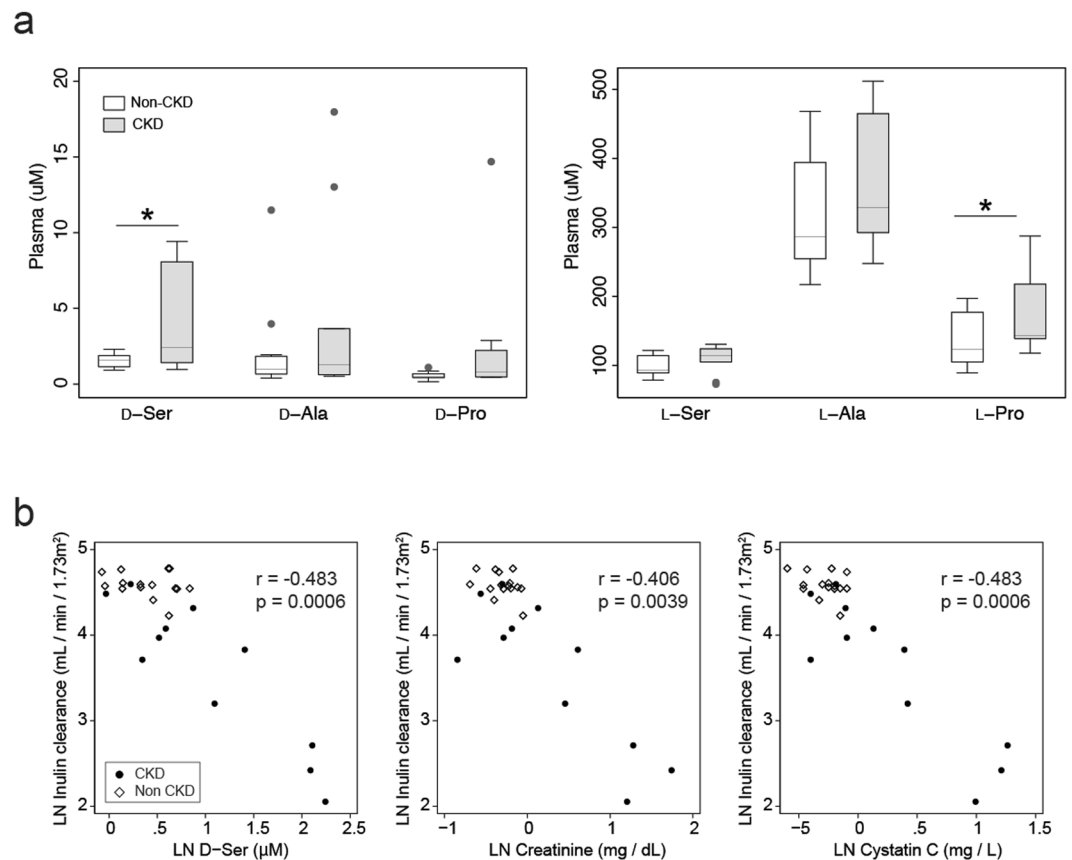 a
Plasma (uM)
20
15
10
5
0
Non-CKD
CKD
*
D–Ser
D–Ala
D–Pro
Plasma (uM)
500
400
300
200
100
*
L–Ser
L–Ala
L–Pro
b
LN Inulin clearance (mL / min / 1.73m²)
5
4
3
2
r = -0.483
p = 0.0006
CKD
Non CKD
0 .5 1 1.5 2 2.5
LN D–Ser (µM)
LN Inulin clearance (mL / min / 1.73m²)
5
4
3
2
r = -0.406
p = 0.0039
−1 0 1 2
LN Creatinine (mg / dL)
LN Inulin clearance (mL / min / 1.73m²)
5
4
3
2
r = -0.483
p = 0.0006
−5 0 .5 1 1.5
LN Cystatin C (mg / L)